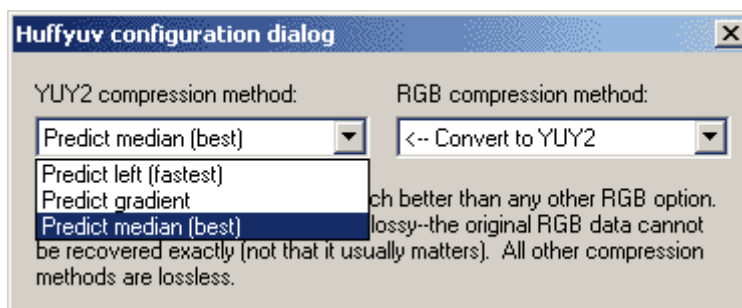 Huffyuv configuration dialog
YUY2 compression method:
RGB compression method:
Predict median (best)
<-- Convert to YUY2
Predict left (fastest)
Predict gradient
Predict median (best)
ch better than any other RGB option.
lossy--the original RGB data cannot
be recovered exactly (not that it usually matters). All other compression
methods are lossless.